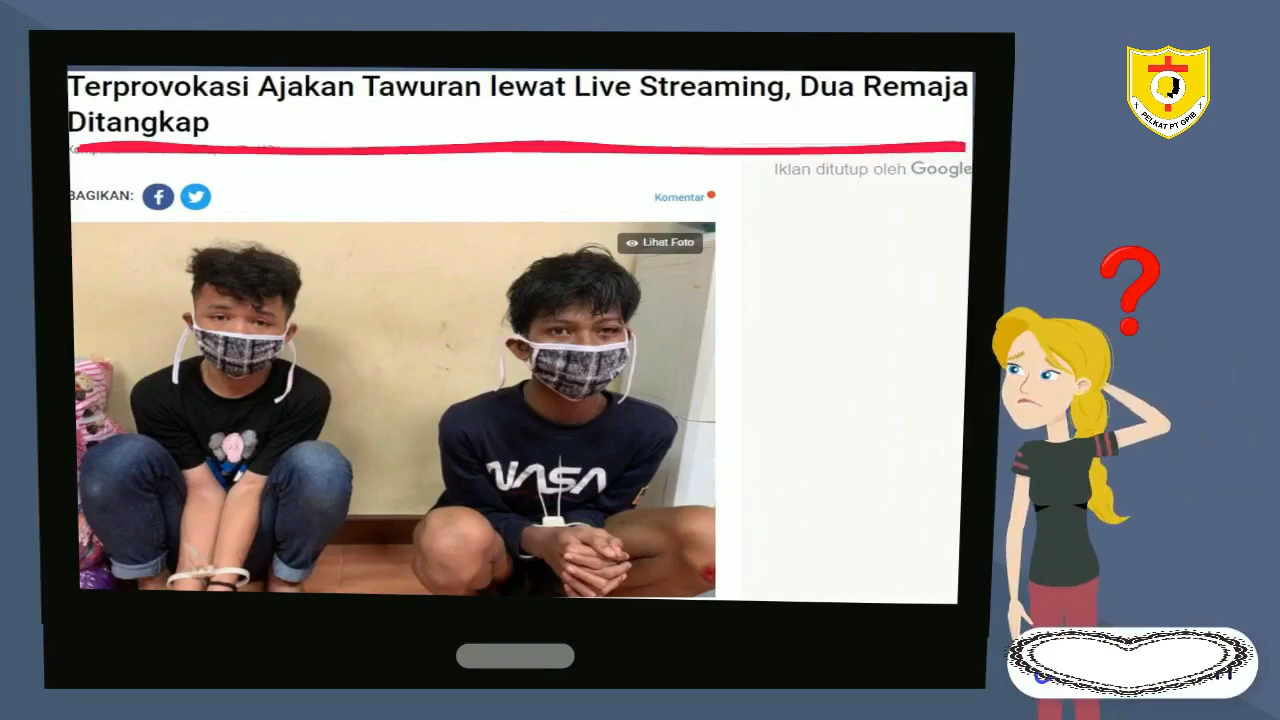 Terprovokasi Ajakan Tawuran lewat Live Streaming, Dua Remaja
Ditangkap
Iklan ditutup oleh Google
BAGIKAN:
Komentar
Lihat Foto
NASA
PELKAT PT GPIB